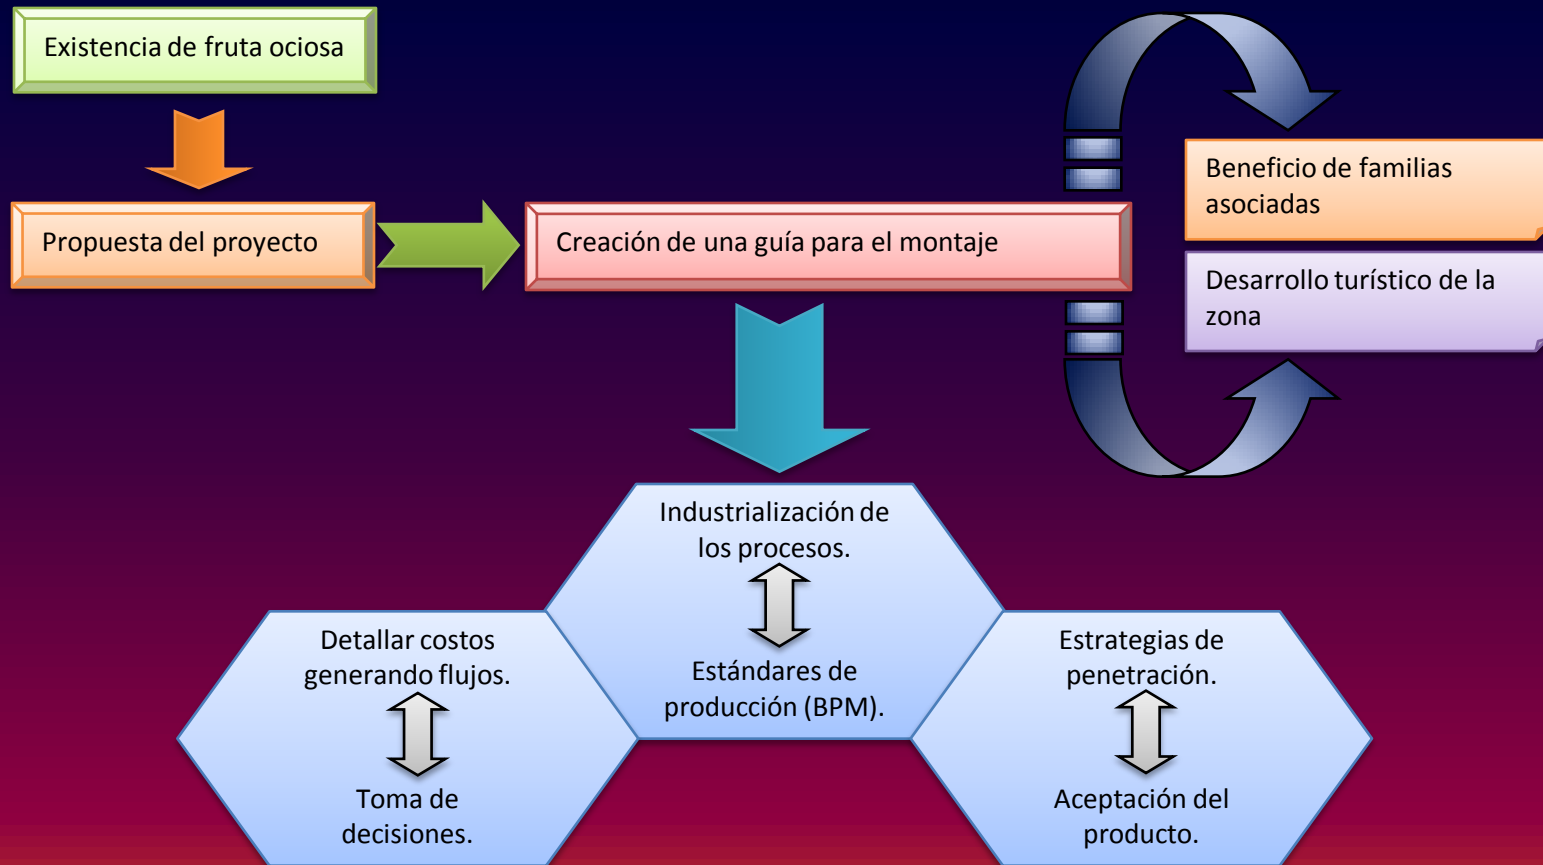 Existencia de fruta ociosa
Propuesta del proyecto
Creación de una guía para el montaje
Beneficio de familias
asociadas
Desarrollo turístico de la
zona
Industrialización de
los procesos.
Estándares de
producción (BPM).
Detallar costos
generando flujos.
Toma de
decisiones.
Estrategias de
penetración.
Aceptación del
producto.